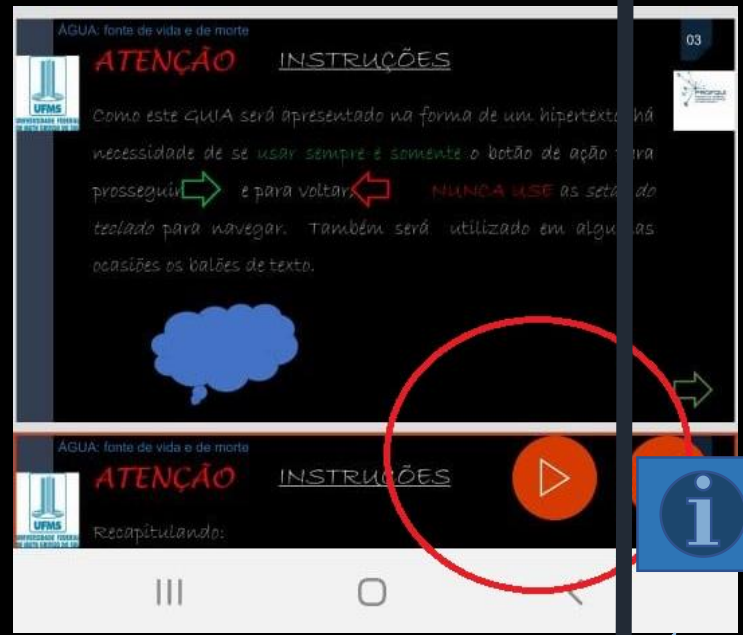 ÁGUA: fonte de vida e de morte
03
ATENÇÃO INSTRUÇÕES
UFMS
PROFQUI
Como este GUIA será apresentado na forma de um hipertexto há
necessidade de se usar sempre e somente o botão de ação para
prosseguir e para voltar. NUNCA USE as setas do
teclado para navegar. Também será utilizado em algumas
ocasiões os balões de texto.
ÁGUA: fonte de vida e de morte
ATENÇÃO INSTRUÇÕES
UFMS
Recapitulando:
i